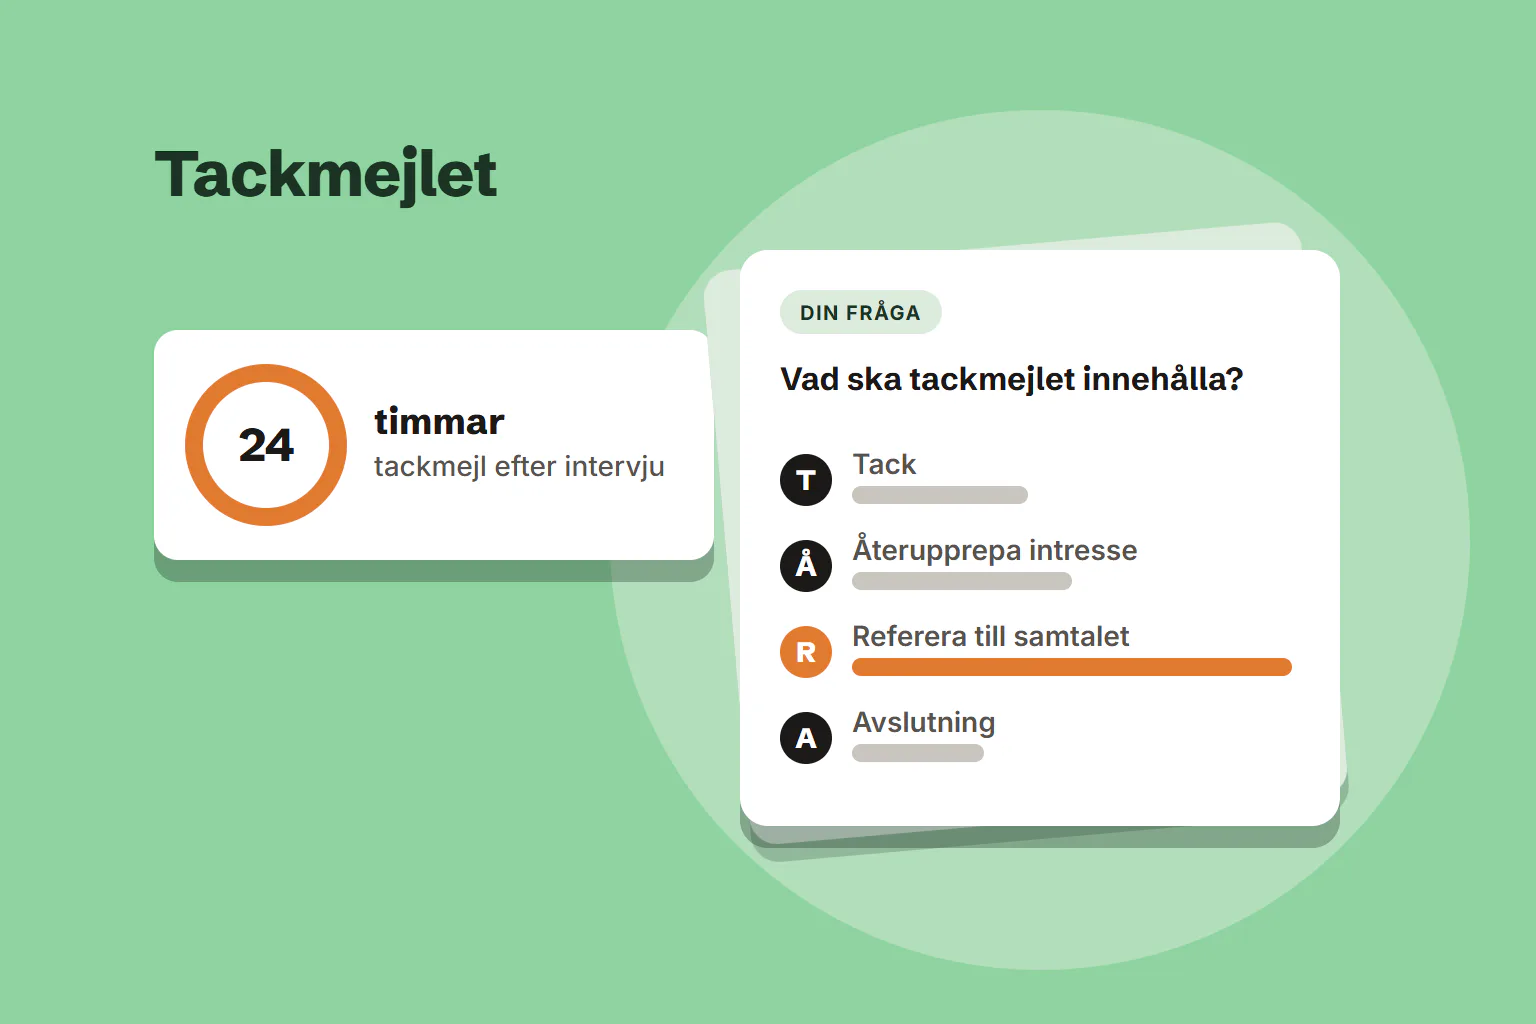 Tackmejlet
24
timmar
tackmejl efter intervju
DIN FRÅGA
Vad ska tackmejlet innehålla?
T
Tack
Å
Återupprepa intresse
R
Referera till samtalet
A
Avslutning